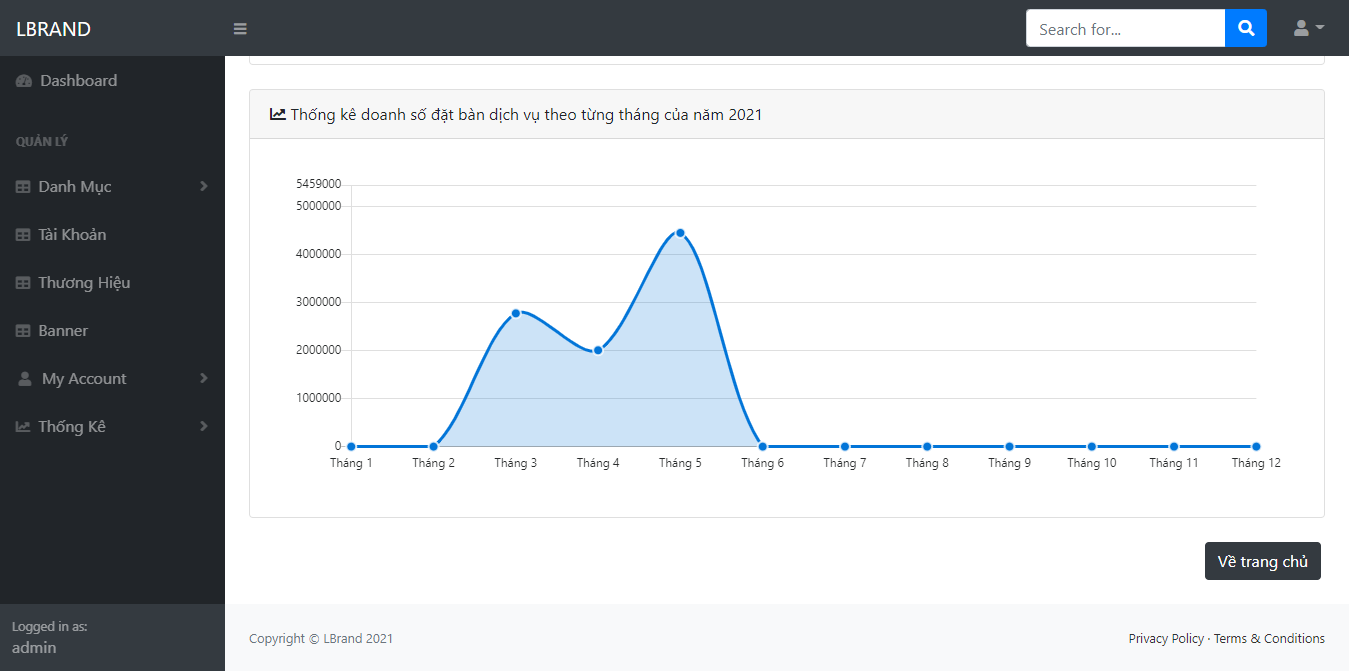 LBRAND
Search for...
Dashboard
QUẢN LÝ
Danh Mục
Tài Khoản
Thương Hiệu
Banner
My Account
Thống Kê
Logged in as:
admin
Thống kê doanh số đặt bàn dịch vụ theo từng tháng của năm 2021
5459000
5000000
4000000
3000000
2000000
1000000
0
Tháng 1 Tháng 2 Tháng 3 Tháng 4 Tháng 5 Tháng 6 Tháng 7 Tháng 8 Tháng 9 Tháng 10 Tháng 11 Tháng 12
Về trang chủ
Copyright © LBrand 2021
Privacy Policy · Terms & Conditions